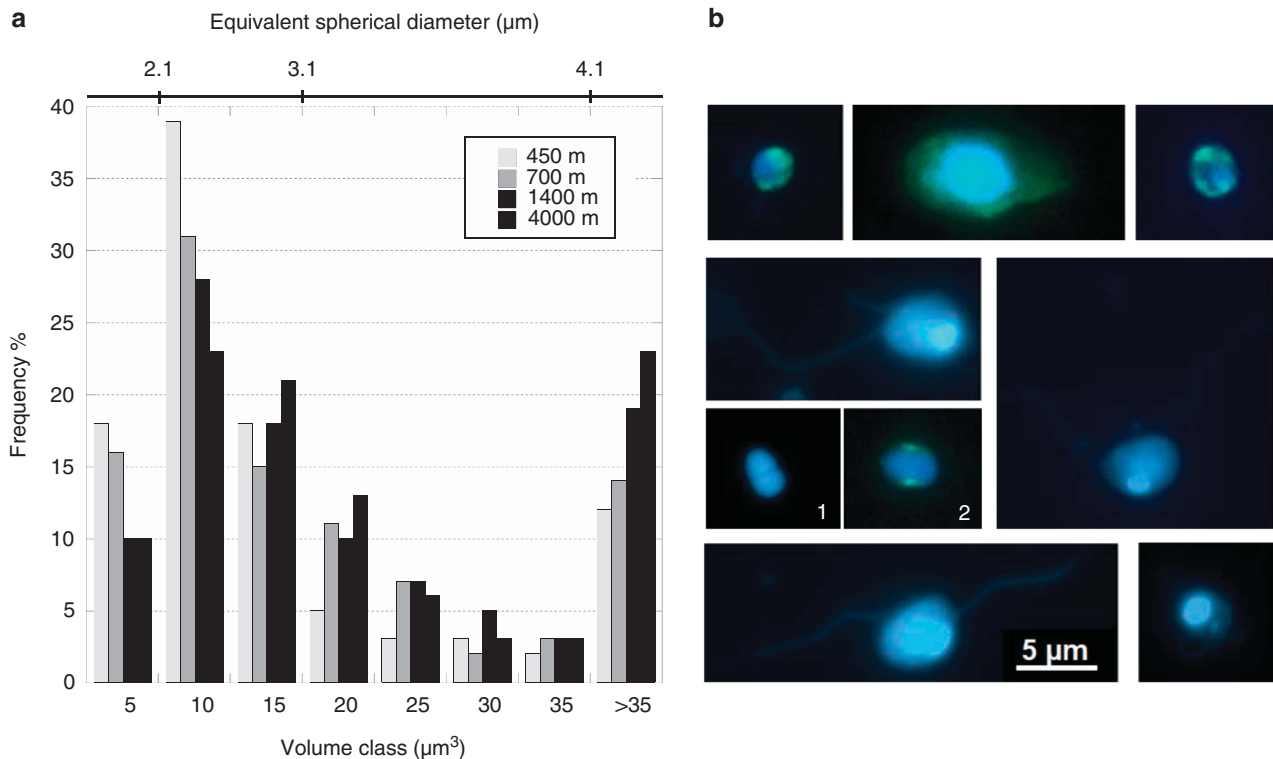 a
Equivalent spherical diameter (µm)
2.1 3.1 4.1
Frequency %
40
35
30
25
20
15
10
5
0
450 m
700 m
1400 m
4000 m
5 10 15 20 25 30 35 >35
Volume class (µm³)
b
1
2
5 µm